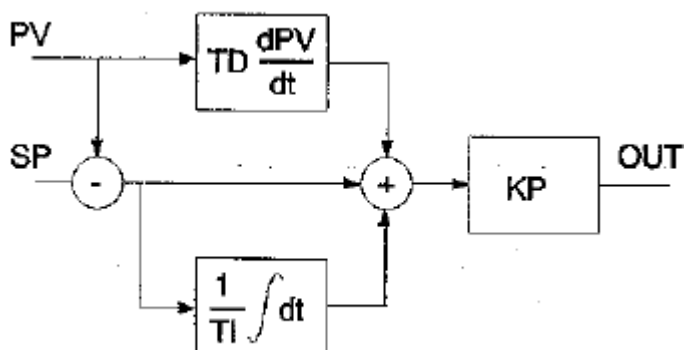 PV
TD dPV/dt
SP
-
+
KP
OUT
1/TI ∫ dt